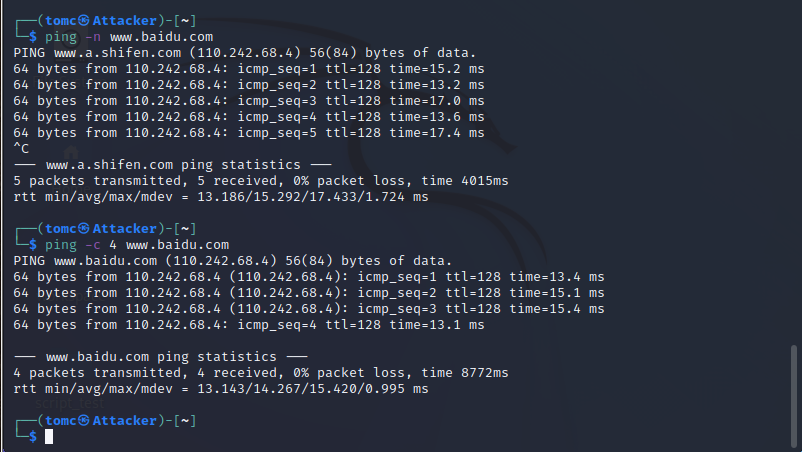 ┌──(tomc㉿Attacker)-[~]
└─$ ping -n www.baidu.com
PING www.a.shifen.com (110.242.68.4) 56(84) bytes of data.
64 bytes from 110.242.68.4: icmp_seq=1 ttl=128 time=15.2 ms
64 bytes from 110.242.68.4: icmp_seq=2 ttl=128 time=13.2 ms
64 bytes from 110.242.68.4: icmp_seq=3 ttl=128 time=17.0 ms
64 bytes from 110.242.68.4: icmp_seq=4 ttl=128 time=13.6 ms
64 bytes from 110.242.68.4: icmp_seq=5 ttl=128 time=17.4 ms
^C
--- www.a.shifen.com ping statistics ---
5 packets transmitted, 5 received, 0% packet loss, time 4015ms
rtt min/avg/max/mdev = 13.186/15.292/17.433/1.724 ms
┌──(tomc㉿Attacker)-[~]
└─$ ping -c 4 www.baidu.com
PING www.baidu.com (110.242.68.4) 56(84) bytes of data.
64 bytes from 110.242.68.4 (110.242.68.4): icmp_seq=1 ttl=128 time=13.4 ms
64 bytes from 110.242.68.4 (110.242.68.4): icmp_seq=2 ttl=128 time=15.1 ms
64 bytes from 110.242.68.4 (110.242.68.4): icmp_seq=3 ttl=128 time=15.4 ms
64 bytes from 110.242.68.4: icmp_seq=4 ttl=128 time=13.1 ms
--- www.baidu.com ping statistics ---
4 packets transmitted, 4 received, 0% packet loss, time 8772ms
rtt min/avg/max/mdev = 13.143/14.267/15.420/0.995 ms
┌──(tomc㉿Attacker)-[~]
└─$